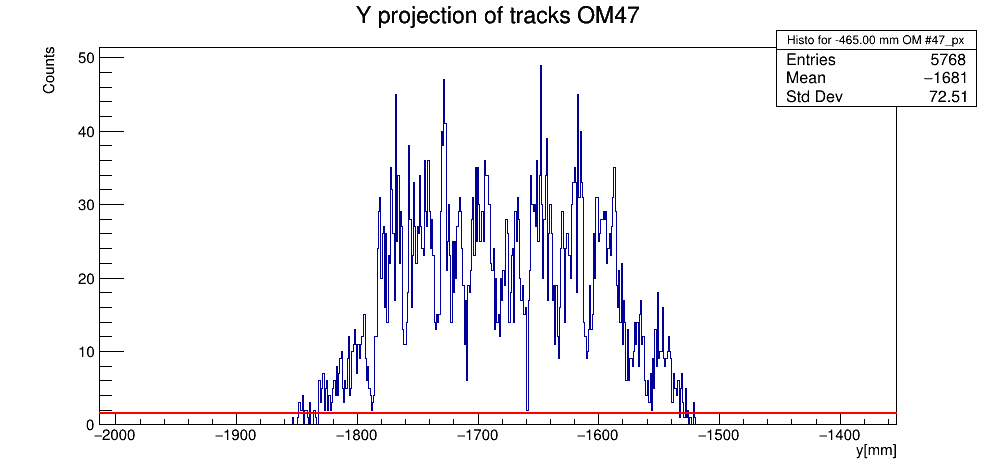 Y projection of tracks OM47
Histo for -465.00 mm OM #47_px
Entries 5768
Mean −1681
Std Dev 72.51
Counts
50
40
30
20
10
0
−2000 −1900 −1800 −1700 −1600 −1500 −1400
y[mm]